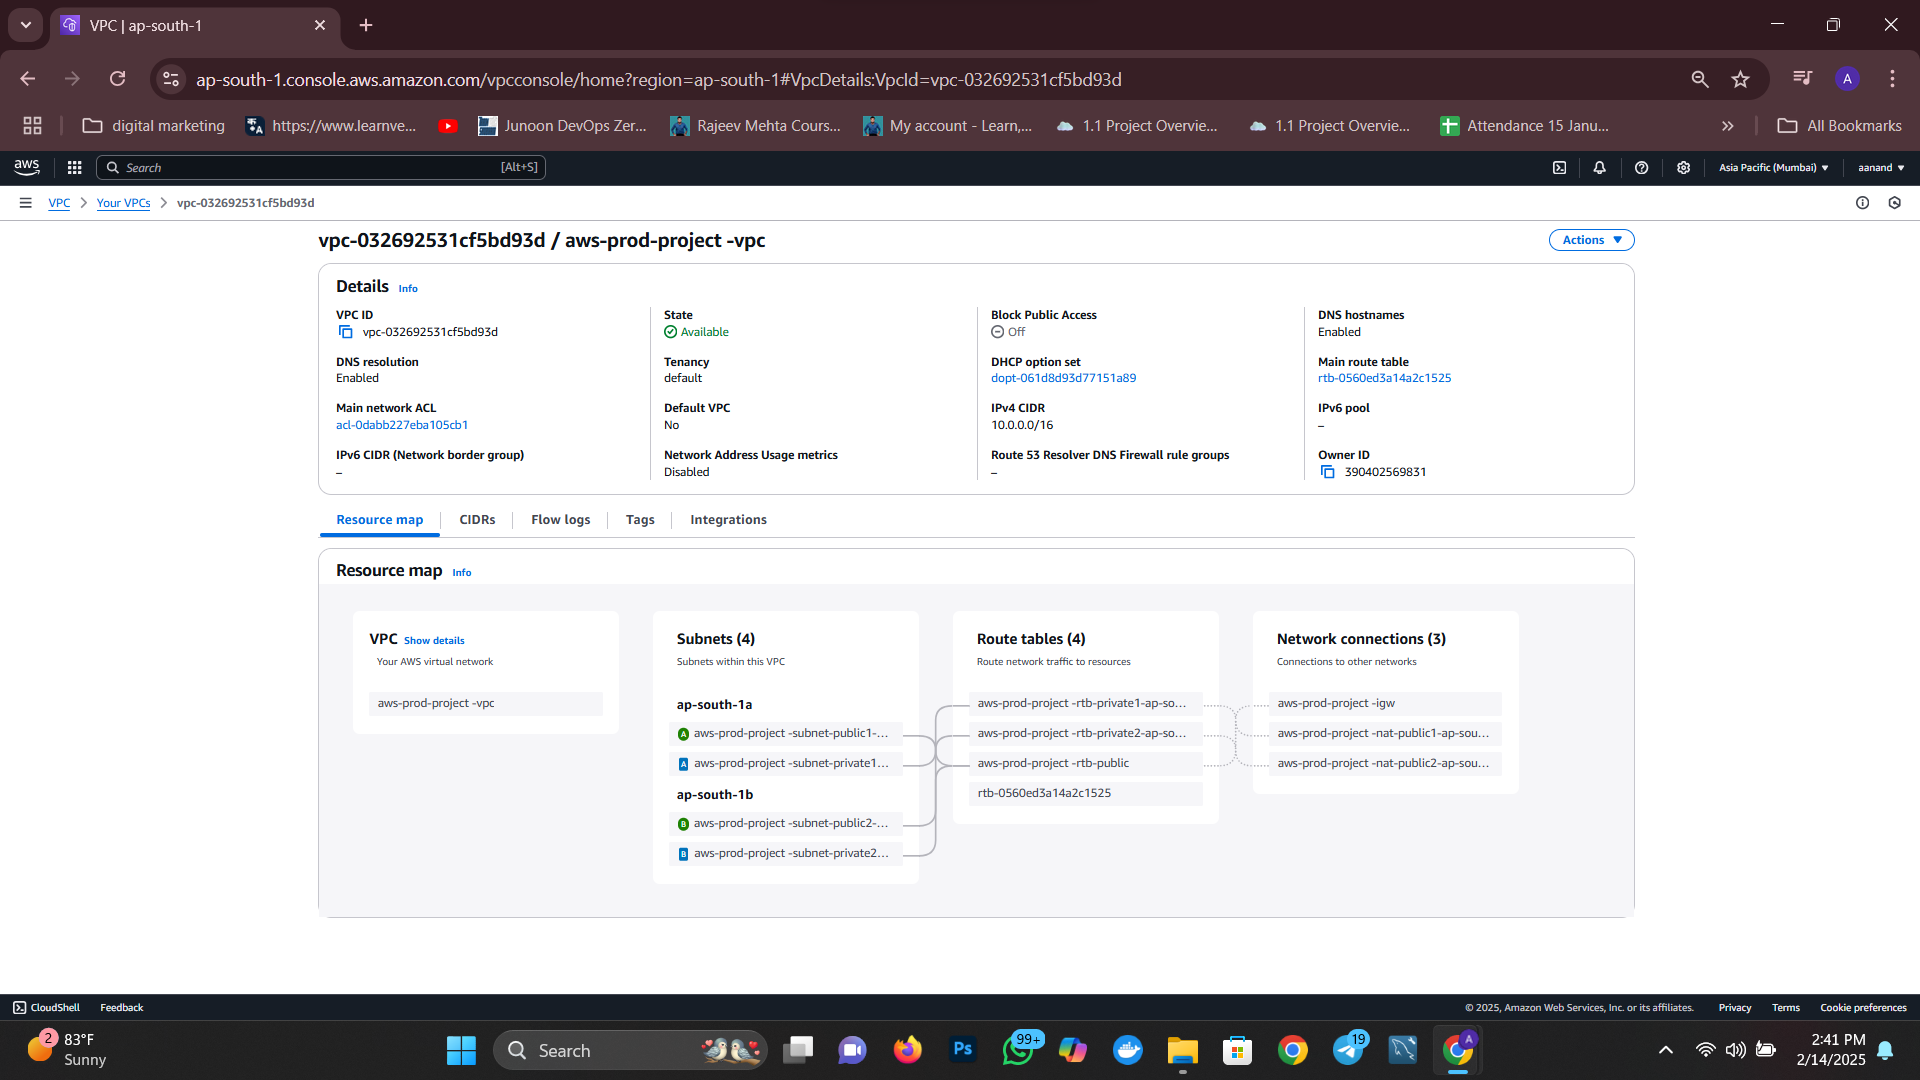 VPC | ap-south-1
ap-south-1.console.aws.amazon.com/vpcconsole/home?region=ap-south-1#VpcDetails:VpcId=vpc-032692531cf5bd93d
A
digital marketing
https://www.learnve...
Junoon DevOps Zer...
Rajeev Mehta Cours...
My account - Learn,...
1.1 Project Overvie...
1.1 Project Overvie...
Attendance 15 Janu...
All Bookmarks
aws
Search
[Alt+S]
Asia Pacific (Mumbai)
aanand
VPC
Your VPCs
vpc-032692531cf5bd93d
vpc-032692531cf5bd93d / aws-prod-project -vpc
Actions
Details Info
VPC ID
vpc-032692531cf5bd93d
State
Available
Block Public Access
Off
DNS hostnames
Enabled
DNS resolution
Enabled
Tenancy
default
DHCP option set
dopt-061d8d93d77151a89
Main route table
rtb-0560ed3a14a2c1525
Main network ACL
acl-0dabb227eba105cb1
Default VPC
No
IPv4 CIDR
10.0.0.0/16
IPv6 pool
–
IPv6 CIDR (Network border group)
–
Network Address Usage metrics
Disabled
Route 53 Resolver DNS Firewall rule groups
–
Owner ID
390402569831
Resource map
CIDRs
Flow logs
Tags
Integrations
Resource map Info
VPC Show details
Your AWS virtual network
aws-prod-project -vpc
Subnets (4)
Subnets within this VPC
ap-south-1a
A aws-prod-project -subnet-public1-...
A aws-prod-project -subnet-private1...
ap-south-1b
B aws-prod-project -subnet-public2-...
B aws-prod-project -subnet-private2...
Route tables (4)
Route network traffic to resources
aws-prod-project -rtb-private1-ap-so...
aws-prod-project -rtb-private2-ap-so...
aws-prod-project -rtb-public
rtb-0560ed3a14a2c1525
Network connections (3)
Connections to other networks
aws-prod-project -igw
aws-prod-project -nat-public1-ap-sou...
aws-prod-project -nat-public2-ap-sou...
CloudShell
Feedback
© 2025, Amazon Web Services, Inc. or its affiliates.
Privacy
Terms
Cookie preferences
2
83°F
Sunny
Search
Ps
99+
19
A
2:41 PM
2/14/2025